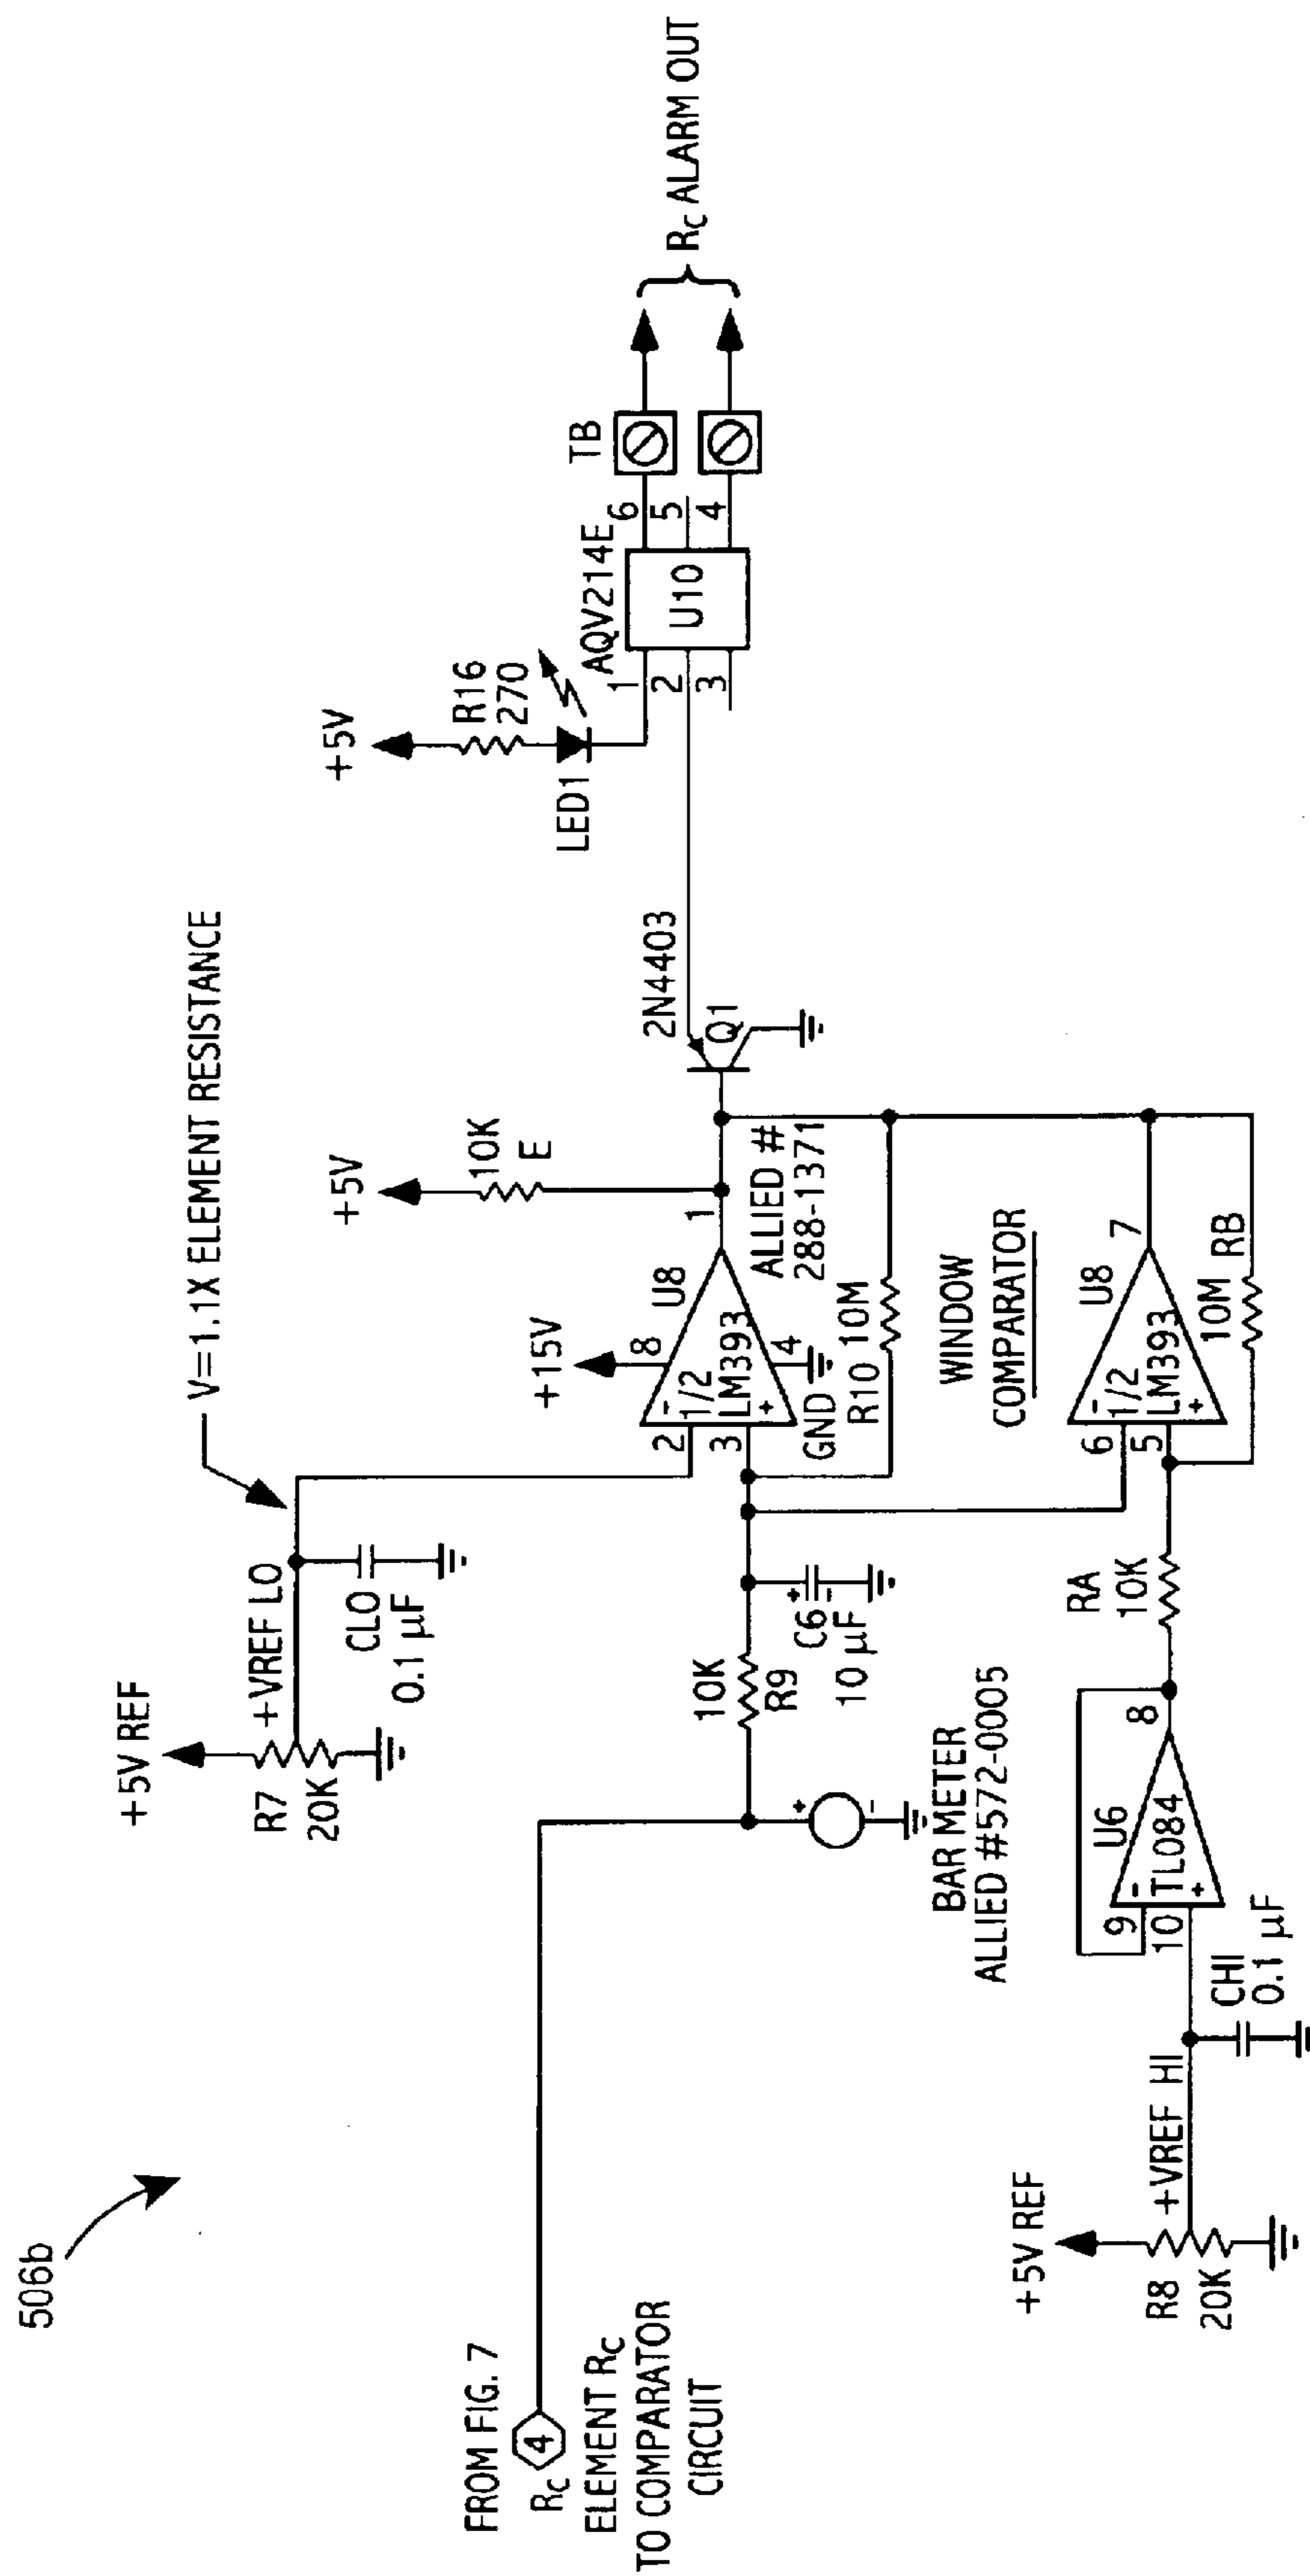 506b
FROM FIG. 7
RC 4
ELEMENT RC
TO COMPARATOR
CIRCUIT
+5V REF
R7
20K
+VREF LO
CLO
0.1 µF
V=1.1X ELEMENT RESISTANCE
10K
R9
+
-
C6
10 µF
+
-
BAR METER
ALLIED #572-0005
+5V REF
R8
20K
+VREF HI
CHI
0.1 µF
9
10
-
+
U6
TL084
8
RA
10K
+15V
8
2
3
-
+
1/2
LM393
U8
4
GND
1
+5V
10K
E
ALLIED #
288-1371
R10 10M
WINDOW
COMPARATOR
6
5
-
+
1/2
LM393
U8
7
10M RB
2N4403
Q1
+5V
R16
270
LED1
AQV214E
1
2
3
U10
6
5
4
TB
RC ALARM OUT